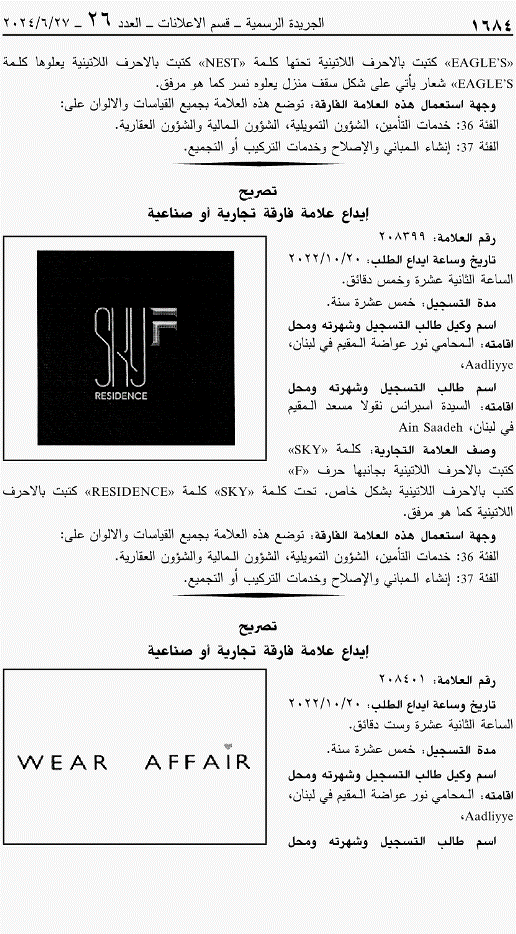 ١٦٨٤ الجريدة الرسمية ـ قسم الاعلانات ـ العدد ٢٦ ـ ٢٠٢٤/٦/٢٧
«EAGLE'S» كتبت بالاحرف اللاتينية تحتها كلمة «NEST» كتبت بالاحرف اللاتينية يعلوها كلمة
EAGLE'S» شعار يأتي على شكل سقف منزل يعلوه نسر كما هو مرفق.
وجهة استعمال هذه العلامة الفارقة: توضع هذه العلامة بجميع القياسات والالوان على:
الفئة 36: خدمات التأمين، الشؤون التمويلية، الشؤون المالية والشؤون العقارية.
الفئة 37: إنشاء المباني والإصلاح وخدمات التركيب أو التجميع.
تصريح
إيداع علامة فارقة تجارية أو صناعية
رقم العلامة: ٢٠٨٣٩٩
تاريخ وساعة ايداع الطلب: ٢٠٢٢/١٠/٢٠
الساعة الثانية عشرة وخمس دقائق.
مدة التسجيل: خمس عشرة سنة.
اسم وكيل طالب التسجيل وشهرته ومحل
اقامته: المحامي نور عواضة المقيم في لبنان،
Aadliyye،
اسم طالب التسجيل وشهرته ومحل
اقامته: السيدة اسبرانس نقولا مسعد المقيم
في لبنان، Ain Saadeh
وصف العلامة التجارية: كلمة «SKY»
كتبت بالاحرف اللاتينية بجانبها حرف «F»
كتب بالاحرف اللاتينية بشكل خاص. تحت كلمة «SKY» كلمة «RESIDENCE» كتبت بالاحرف
اللاتينية كما هو مرفق.
SKY F
RESIDENCE
وجهة استعمال هذه العلامة الفارقة: توضع هذه العلامة بجميع القياسات والالوان على:
الفئة 36: خدمات التأمين، الشؤون التمويلية، الشؤون المالية والشؤون العقارية.
الفئة 37: إنشاء المباني والإصلاح وخدمات التركيب أو التجميع.
تصريح
إيداع علامة فارقة تجارية أو صناعية
رقم العلامة: ٢٠٨٤٠١
تاريخ وساعة ايداع الطلب: ٢٠٢٢/١٠/٢٠
الساعة الثانية عشرة وست دقائق.
مدة التسجيل: خمس عشرة سنة.
اسم وكيل طالب التسجيل وشهرته ومحل
اقامته: المحامي نور عواضة المقيم في لبنان،
Aadliyye،
اسم طالب التسجيل وشهرته ومحل
WEAR AFFAIR